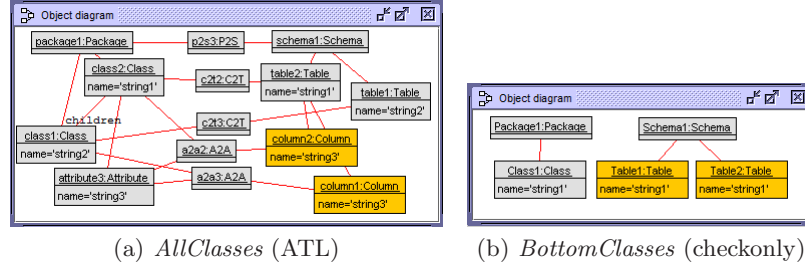 Object diagram
package1:Package
p2s3:P2S
schema1:Schema
class2:Class
name='string1'
c2t2:C2T
table2:Table
name='string1'
table1:Table
name='string2'
children
c2t3:C2T
class1:Class
name='string2'
column2:Column
name='string3'
a2a2:A2A
attribute3:Attribute
name='string3'
a2a3:A2A
column1:Column
name='string3'
(a) AllClasses (ATL)
Object diagram
Package1:Package
Schema1:Schema
Class1:Class
name='string1'
Table1:Table
name='string1'
Table2:Table
name='string1'
(b) BottomClasses (checkonly)